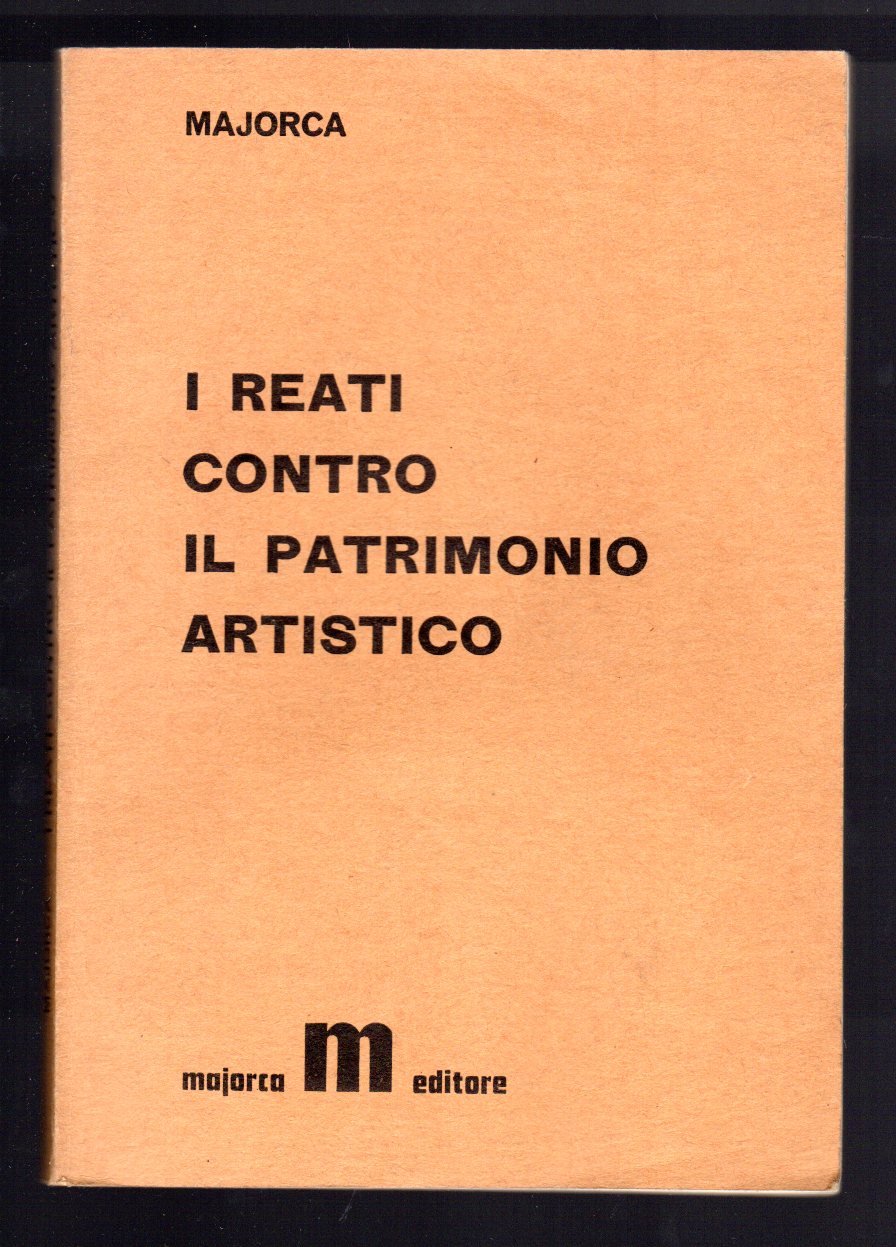 MAJORCA
I REATI
CONTRO
IL PATRIMONIO
ARTISTICO
majorca m editore